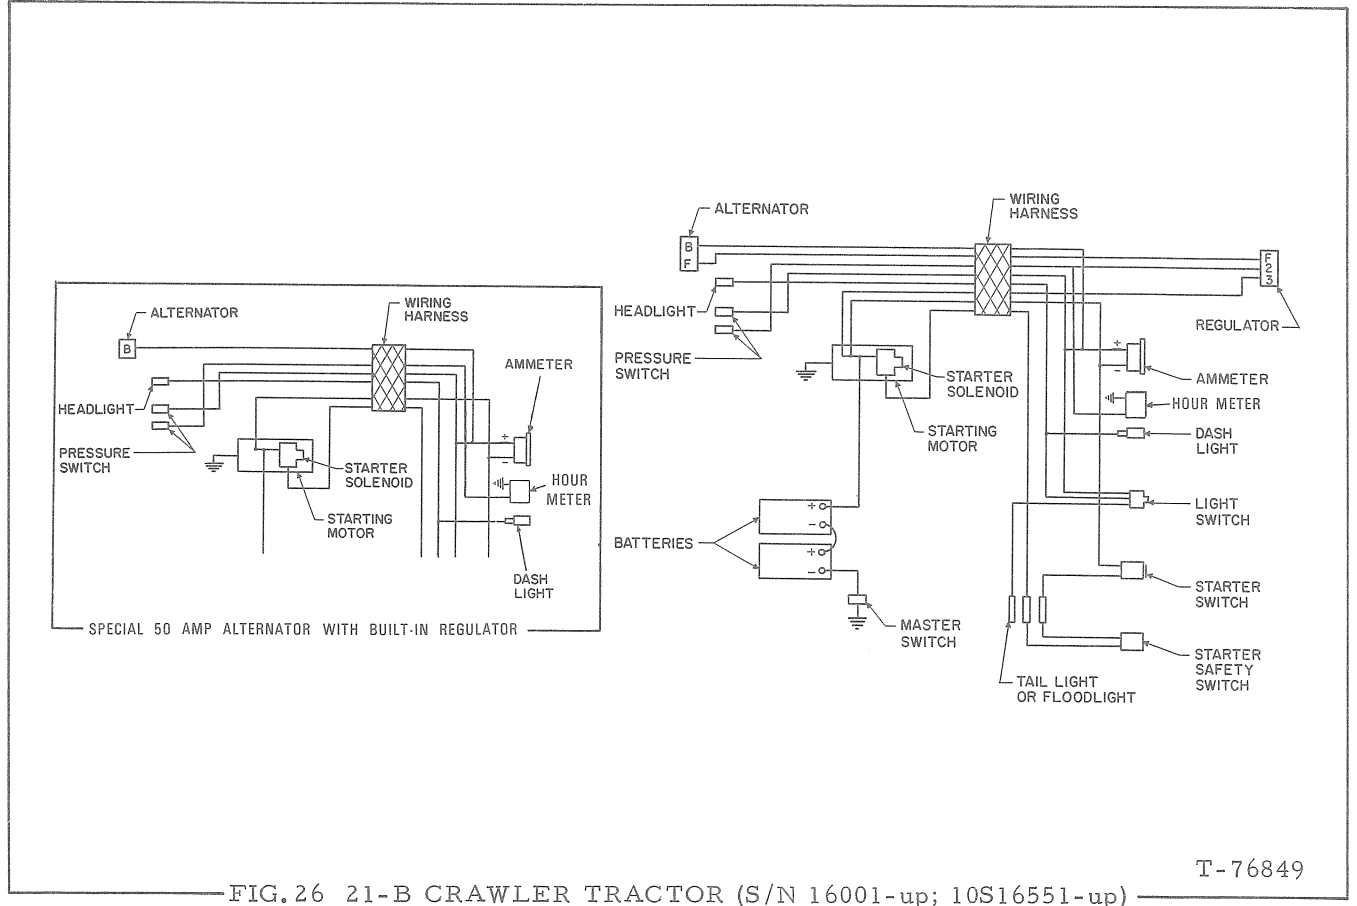 ALTERNATOR
B
F
WIRING
HARNESS
F
2
3
HEADLIGHT
REGULATOR
PRESSURE
SWITCH
STARTER
SOLENOID
STARTING
MOTOR
+
-
AMMETER
HOUR METER
DASH
LIGHT
LIGHT
SWITCH
BATTERIES
+
-
+
-
STARTER
SWITCH
MASTER
SWITCH
STARTER
SAFETY
SWITCH
TAIL LIGHT
OR FLOODLIGHT
ALTERNATOR
B
WIRING
HARNESS
AMMETER
HEADLIGHT
PRESSURE
SWITCH
+
-
STARTER
SOLENOID
HOUR
METER
STARTING
MOTOR
DASH
LIGHT
SPECIAL 50 AMP ALTERNATOR WITH BUILT-IN REGULATOR
T-76849
FIG. 26 21-B CRAWLER TRACTOR (S/N 16001-up; 10S16551-up)